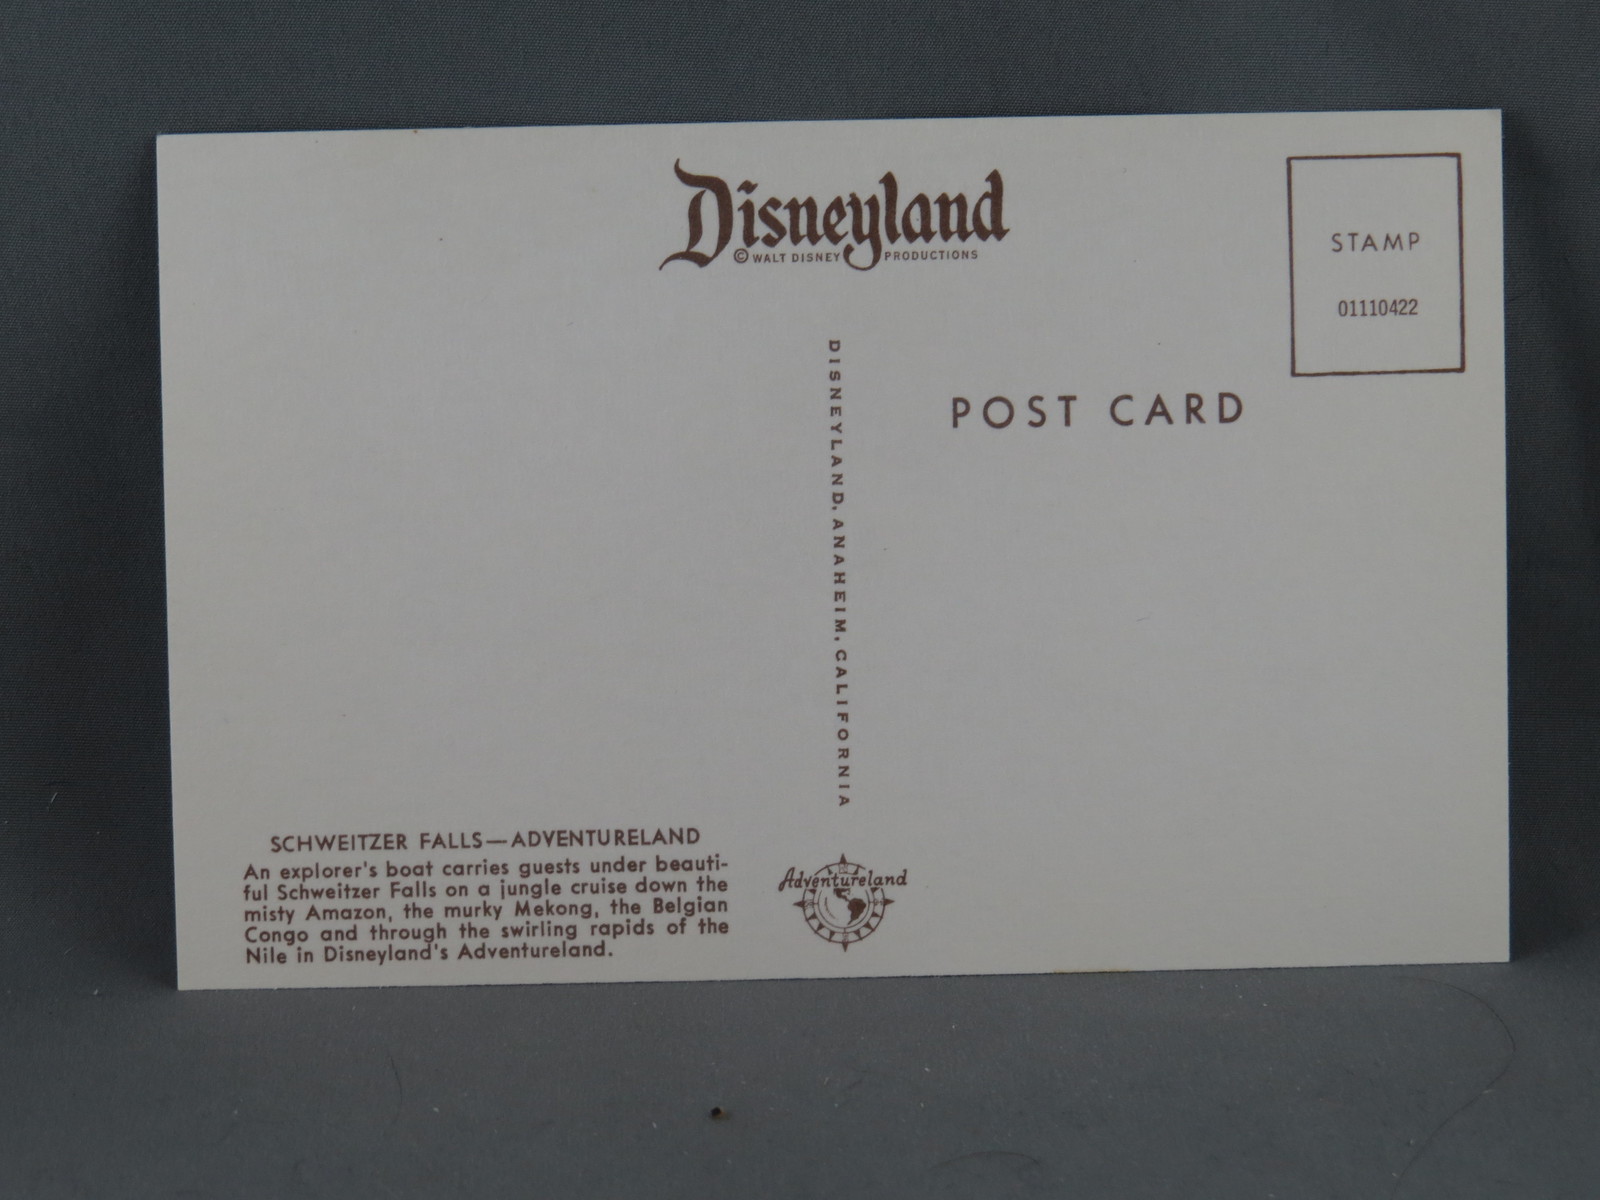 Disneyland
© WALT DISNEY PRODUCTIONS
STAMP
01110422
POST CARD
DISNEYLAND, ANAHEIM, CALIFORNIA
SCHWEITZER FALLS—ADVENTURELAND
An explorer's boat carries guests under beauti-
ful Schweitzer Falls on a jungle cruise down the
misty Amazon, the murky Mekong, the Belgian
Congo and through the swirling rapids of the
Nile in Disneyland's Adventureland.
Adventureland